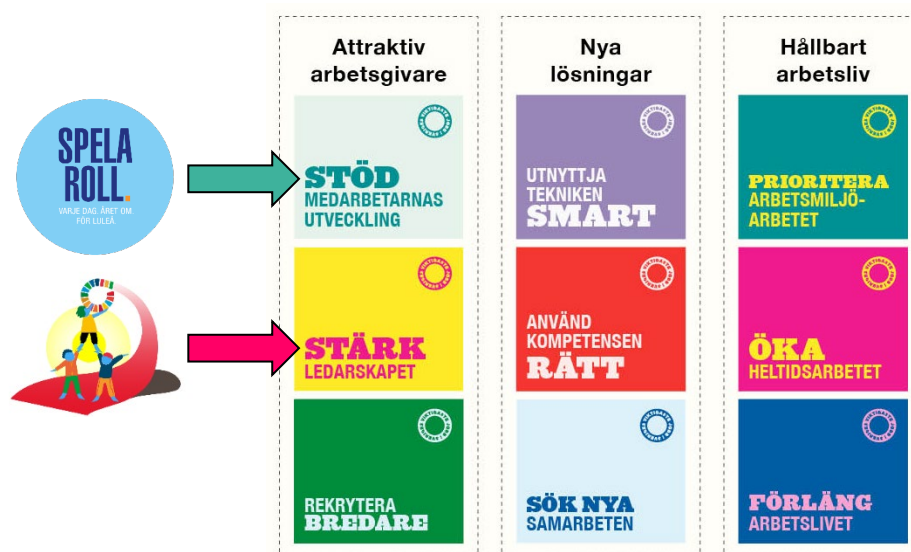 SPELA
ROLL.
VARJE DAG. ÅRET OM.
FÖR LULEÅ.
Attraktiv
arbetsgivare
STÖD
MEDARBETARNAS
UTVECKLING
STÄRK
LEDARSKAPET
REKRYTERA
BREDARE
Nya
lösningar
UTNYTTJA
TEKNIKEN
SMART
ANVÄND
KOMPETENSEN
RÄTT
SÖK NYA
SAMARBETEN
Hållbart
arbetsliv
PRIORITERA
ARBETSMILJÖ-
ARBETET
ÖKA
HELTIDSARBETET
FÖRLÄNG
ARBETSLIVET